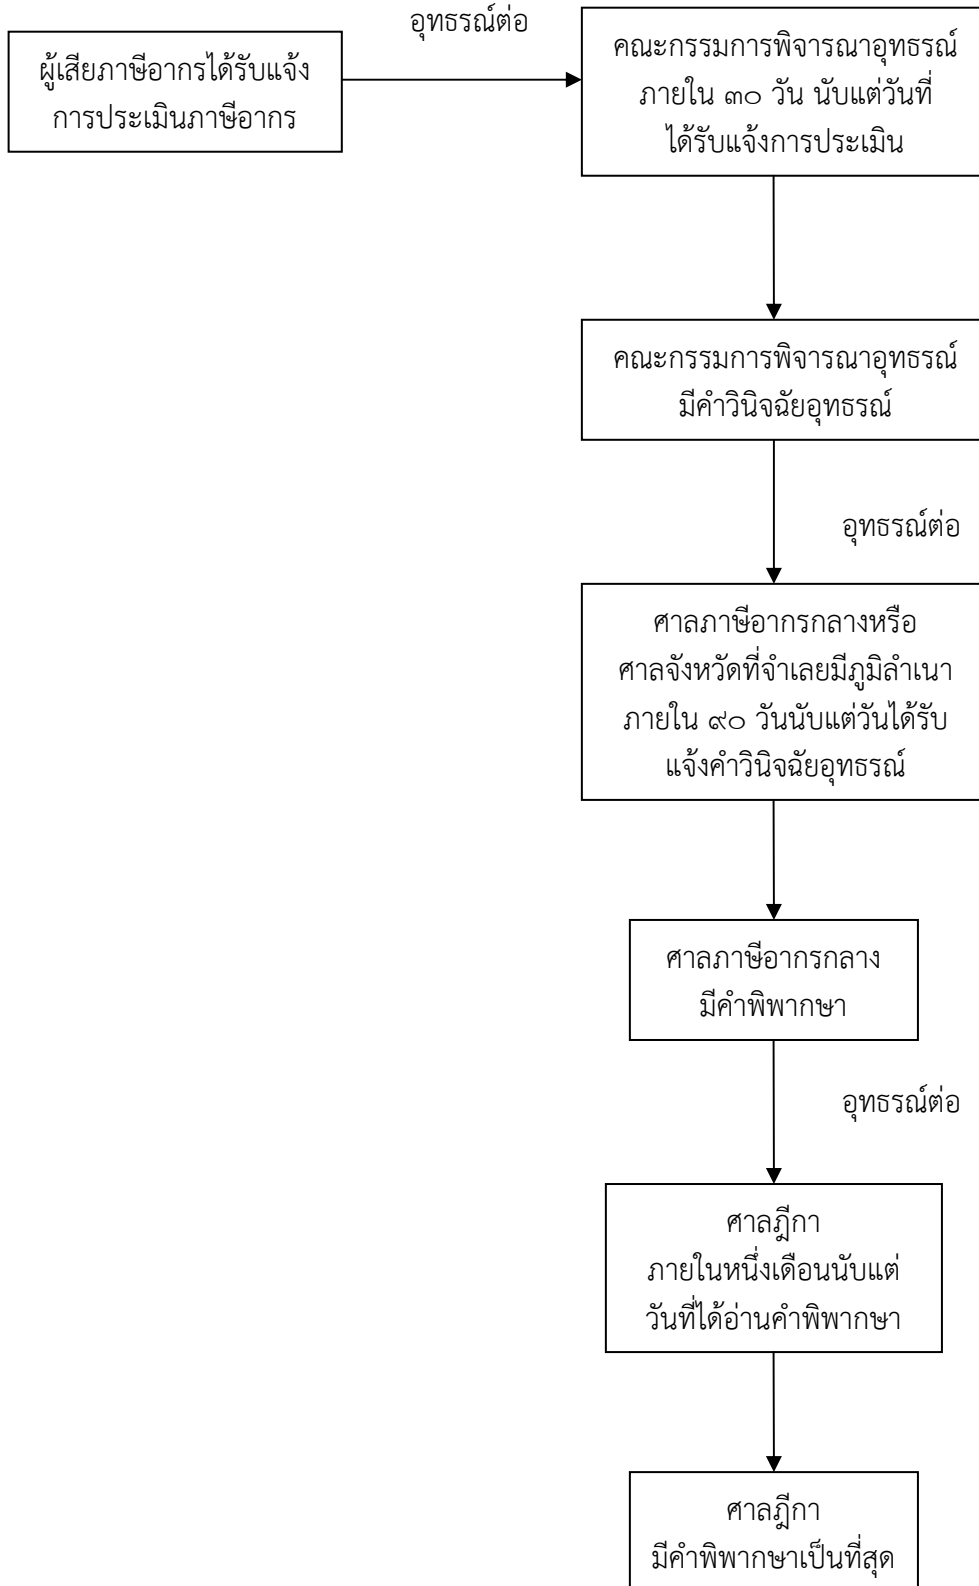 อุทธรณ์ต่อ
ผู้เสียภาษีอากรได้รับแจ้ง
การประเมินภาษีอากร
คณะกรรมการพิจารณาอุทธรณ์
ภายใน ๓๐ วัน นับแต่วันที่
ได้รับแจ้งการประเมิน
คณะกรรมการพิจารณาอุทธรณ์
มีคำวินิจฉัยอุทธรณ์
อุทธรณ์ต่อ
ศาลภาษีอากรกลางหรือ
ศาลจังหวัดที่จำเลยมีภูมิลำเนา
ภายใน ๙๐ วันนับแต่วันได้รับ
แจ้งคำวินิจฉัยอุทธรณ์
ศาลภาษีอากรกลาง
มีคำพิพากษา
อุทธรณ์ต่อ
ศาลฎีกา
ภายในหนึ่งเดือนนับแต่
วันที่ได้อ่านคำพิพากษา
ศาลฎีกา
มีคำพิพากษาเป็นที่สุด